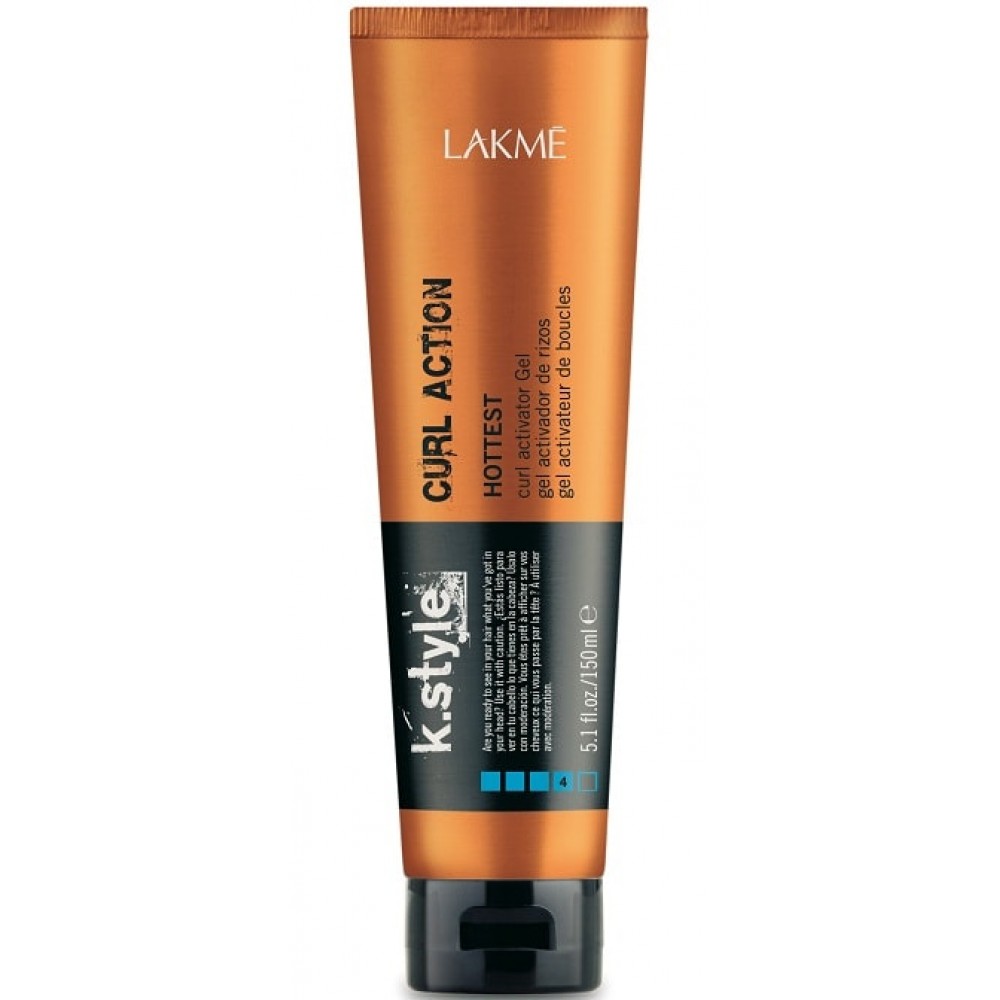 LAKMĒ
CURL ACTION
HOTTEST
curl activator Gel
gel activador de rizos
gel activateur de boucles
k.style
Are you ready to see in your hair what you've got in
your head? Use it with caution. ¿Estás listo para
ver en tu cabello lo que tienes en la cabeza? Úsalo
con moderación. Vous êtes prêt à afficher sur vos
cheveux ce qui vous passe par la tête ? À utiliser
avec modération.
4
5.1 fl.oz./150ml ℮